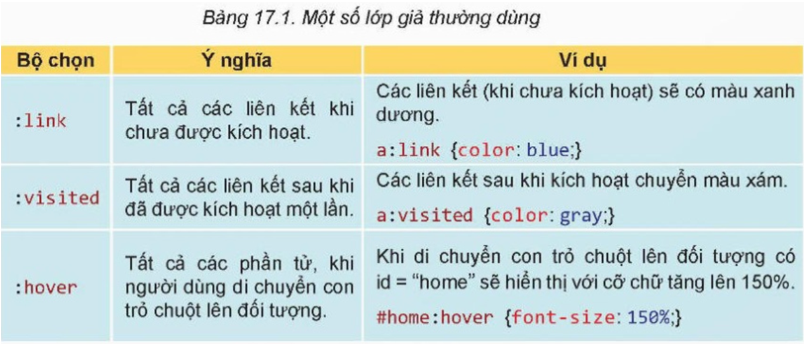 Bảng 17.1. Một số lớp giả thường dùng
Bộ chọn Ý nghĩa Ví dụ
:link
Tất cả các liên kết khi
chưa được kích hoạt.
Các liên kết (khi chưa kích hoạt) sẽ có màu xanh
dương.
a:link {color: blue;}
:visited
Tất cả các liên kết sau khi
đã được kích hoạt một lần.
Các liên kết sau khi kích hoạt chuyển màu xám.
a:visited {color: gray;}
:hover
Tất cả các phần tử, khi
người dùng di chuyển con
trỏ chuột lên đối tượng.
Khi di chuyển con trỏ chuột lên đối tượng có
id = “home” sẽ hiển thị với cỡ chữ tăng lên 150%.
#home:hover {font-size: 150%;}